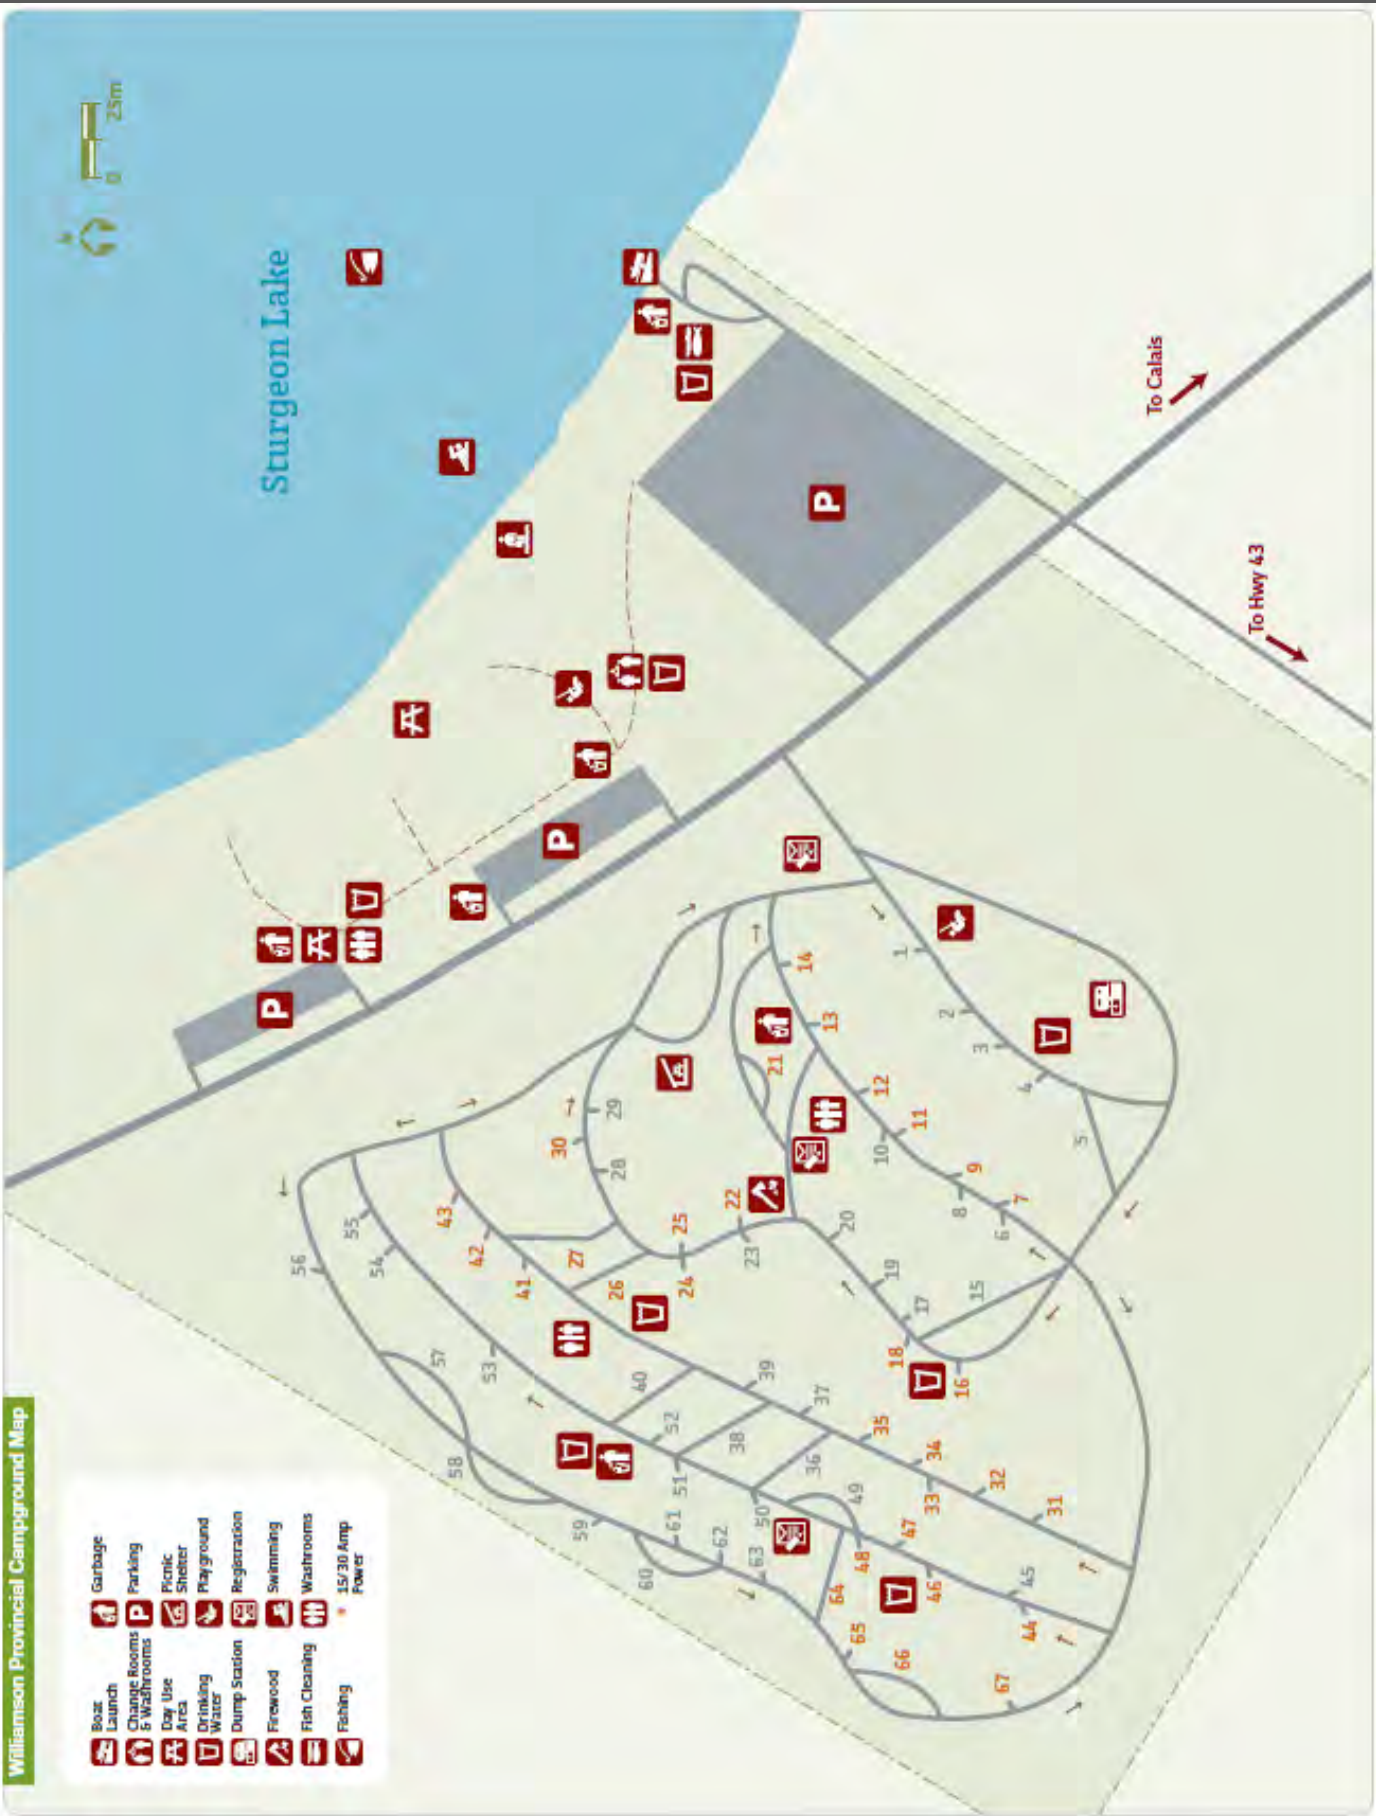 Williamson Provincial Campground Map
Boat
Launch
Change Rooms
& Washrooms
Day Use
Area
Drinking
Water
Dump Station
Firewood
Fish Cleaning
Fishing
Garbage
Parking
Picnic
Shelter
Playground
Registration
Swimming
Washrooms
* 15/30 Amp
Power
Sturgeon Lake
N
0 25m
To Calais
To Hwy 43
P
P
P
P
1
2
3
4
5
6
7
8
9
10
11
12
13
14
15
16
17
18
19
20
21
22
23
24
25
26
27
28
29
30
31
32
33
34
35
36
37
38
39
40
41
42
43
44
45
46
47
48
49
50
51
52
53
54
55
56
57
58
59
60
61
62
63
64
65
66
67